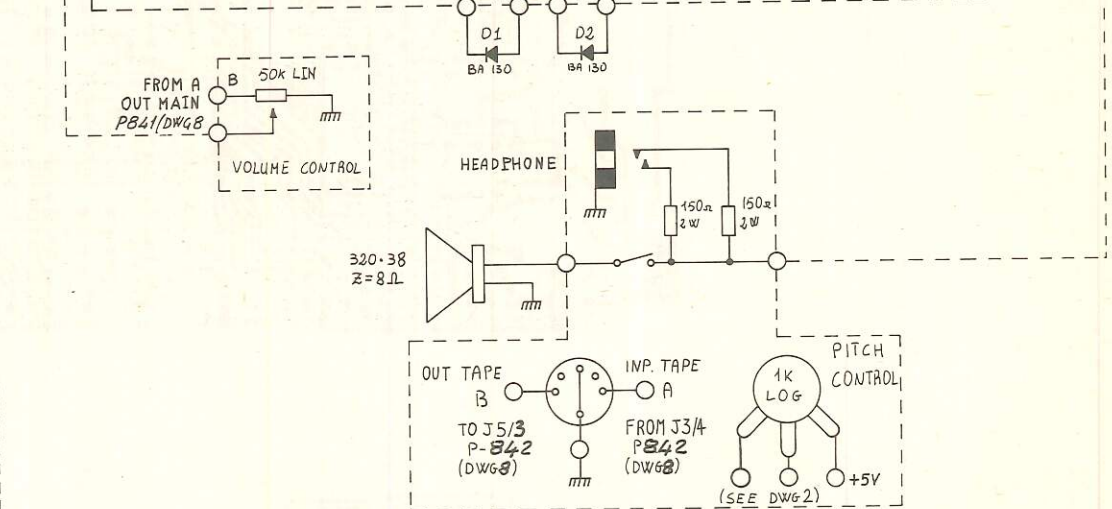 D1
BA 130
D2
BA 130
FROM A
OUT MAIN
P841/DWG8
B
50K LIN
VOLUME CONTROL
HEADPHONE
150Ω
2W
150Ω
2W
320·38
Z=8Ω
OUT TAPE
B
INP. TAPE
A
TO J5/3
P-842
(DWG8)
FROM J3/4
P842
(DWG8)
PITCH
CONTROL
1K
LOG
+5V
(SEE DWG2)